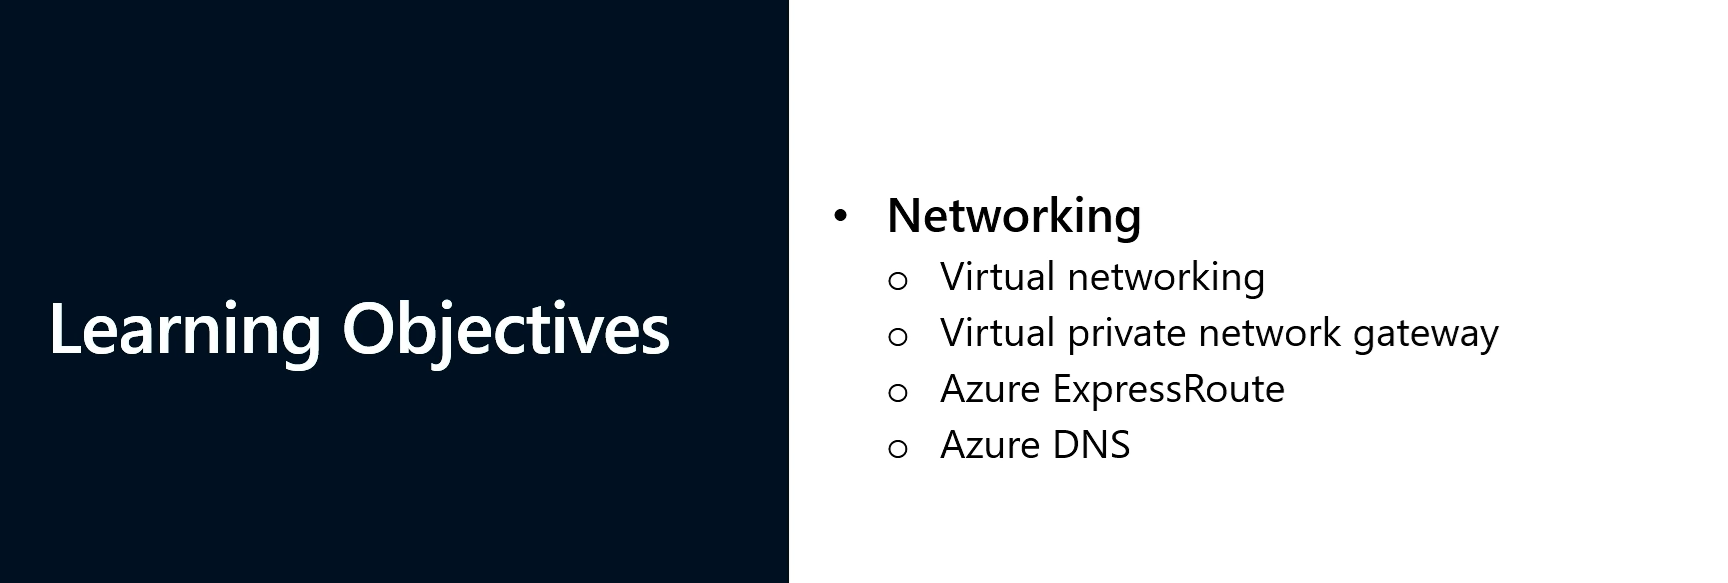 Learning Objectives
• Networking
o Virtual networking
o Virtual private network gateway
o Azure ExpressRoute
o Azure DNS